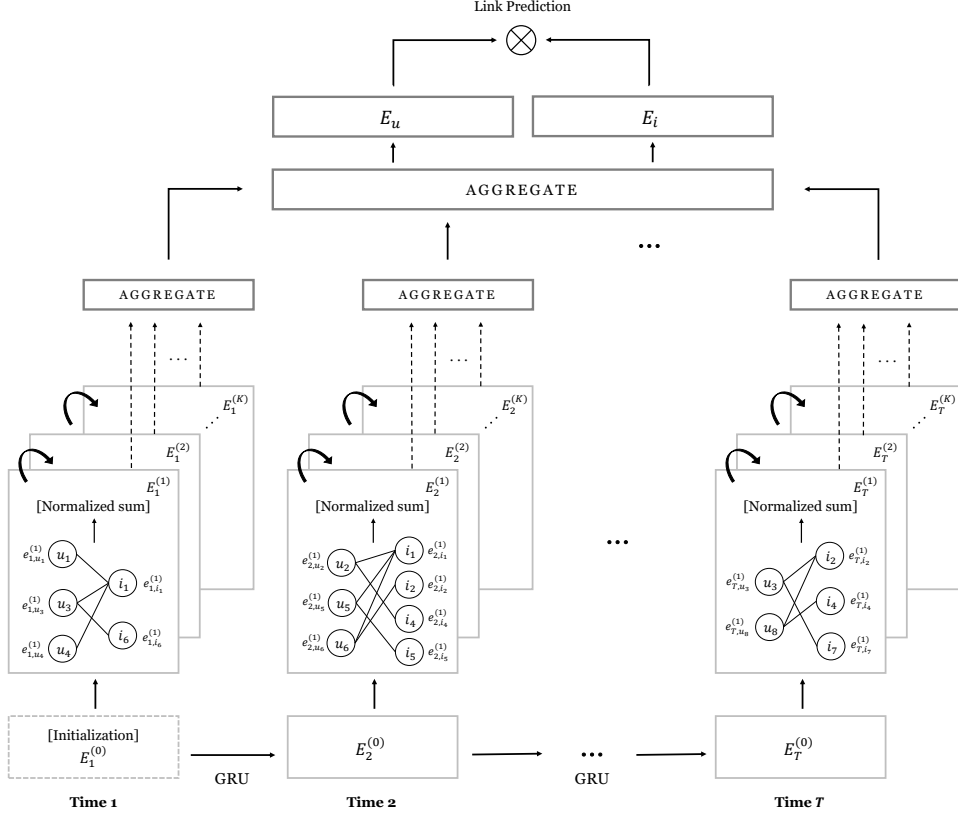 Link Prediction
E_u E_i
AGGREGATE
...
AGGREGATE AGGREGATE AGGREGATE
... ... ...
E_1^{(K)} E_2^{(K)} E_T^{(K)}
... ... ...
E_1^{(2)} E_2^{(2)} E_T^{(2)}
E_1^{(1)} E_2^{(1)} E_T^{(1)}
[Normalized sum] [Normalized sum] [Normalized sum]
e_{1,u_1}^{(1)} u_1 i_1 e_{1,i_1}^{(1)}
e_{1,u_3}^{(1)} u_3 i_6 e_{1,i_6}^{(1)}
e_{1,u_4}^{(1)} u_4
e_{2,u_2}^{(1)} u_2 i_1 e_{2,i_1}^{(1)}
e_{2,u_5}^{(1)} u_5 i_2 e_{2,i_2}^{(1)}
e_{2,u_6}^{(1)} u_6 i_4 e_{2,i_4}^{(1)}
i_5 e_{2,i_5}^{(1)}
...
e_{T,u_3}^{(1)} u_3 i_2 e_{T,i_2}^{(1)}
e_{T,u_8}^{(1)} u_8 i_4 e_{T,i_4}^{(1)}
i_7 e_{T,i_7}^{(1)}
[Initialization]
E_1^{(0)} E_2^{(0)} ... E_T^{(0)}
GRU GRU
Time 1 Time 2 Time T